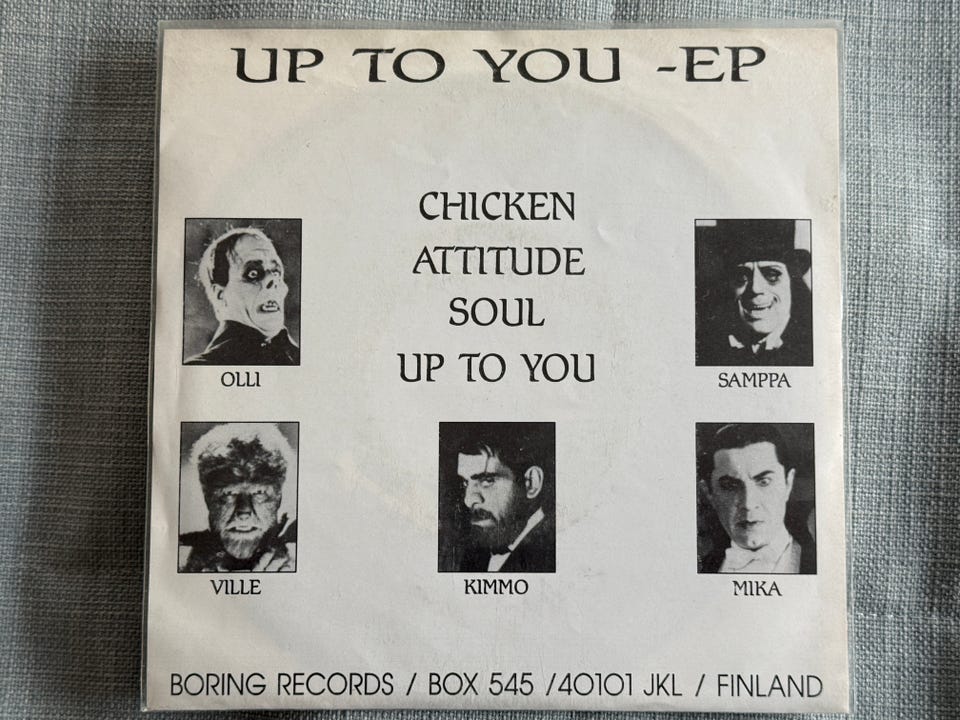 UP TO YOU -EP
CHICKEN
ATTITUDE
SOUL
UP TO YOU
OLLI
SAMPPA
VILLE
KIMMO
MIKA
BORING RECORDS / BOX 545 /40101 JKL / FINLAND